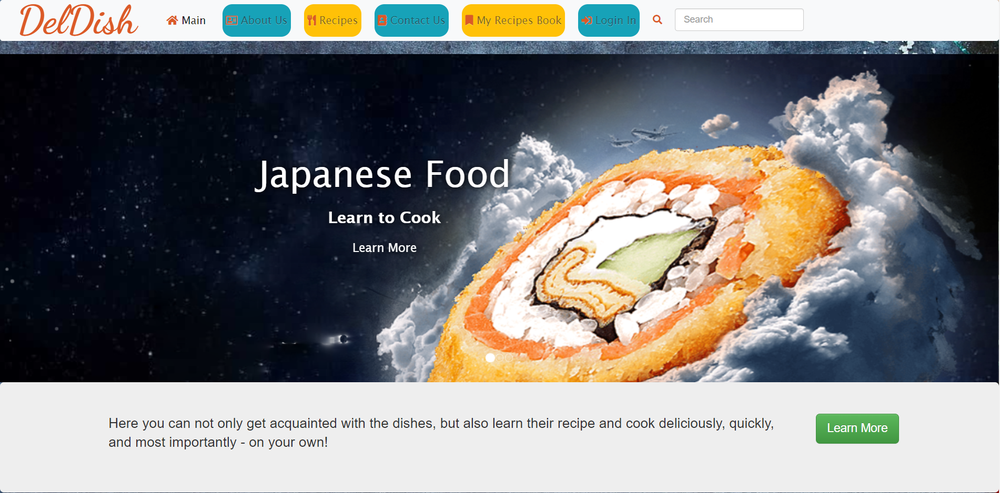 DelDish Main About Us Recipes Contact Us My Recipes Book Login In Search
Japanese Food
Learn to Cook
Learn More
Here you can not only get acquainted with the dishes, but also learn their recipe and cook deliciously, quickly,
and most importantly - on your own!
Learn More